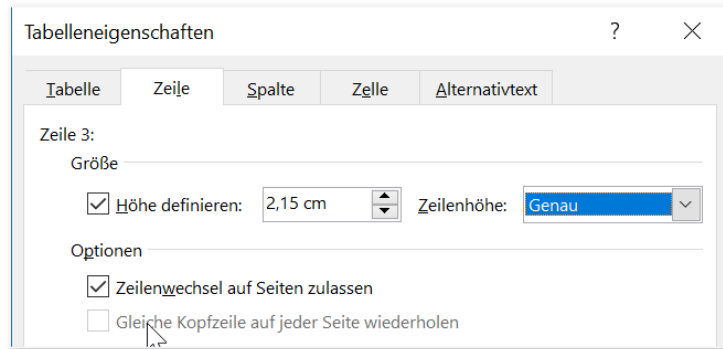 Tabelleneigenschaften ? ×
Tabelle Zeile Spalte Zelle Alternativtext
Zeile 3:
Größe
Höhe definieren: 2,15 cm Zeilenhöhe: Genau
Optionen
Zeilenwechsel auf Seiten zulassen
Gleiche Kopfzeile auf jeder Seite wiederholen